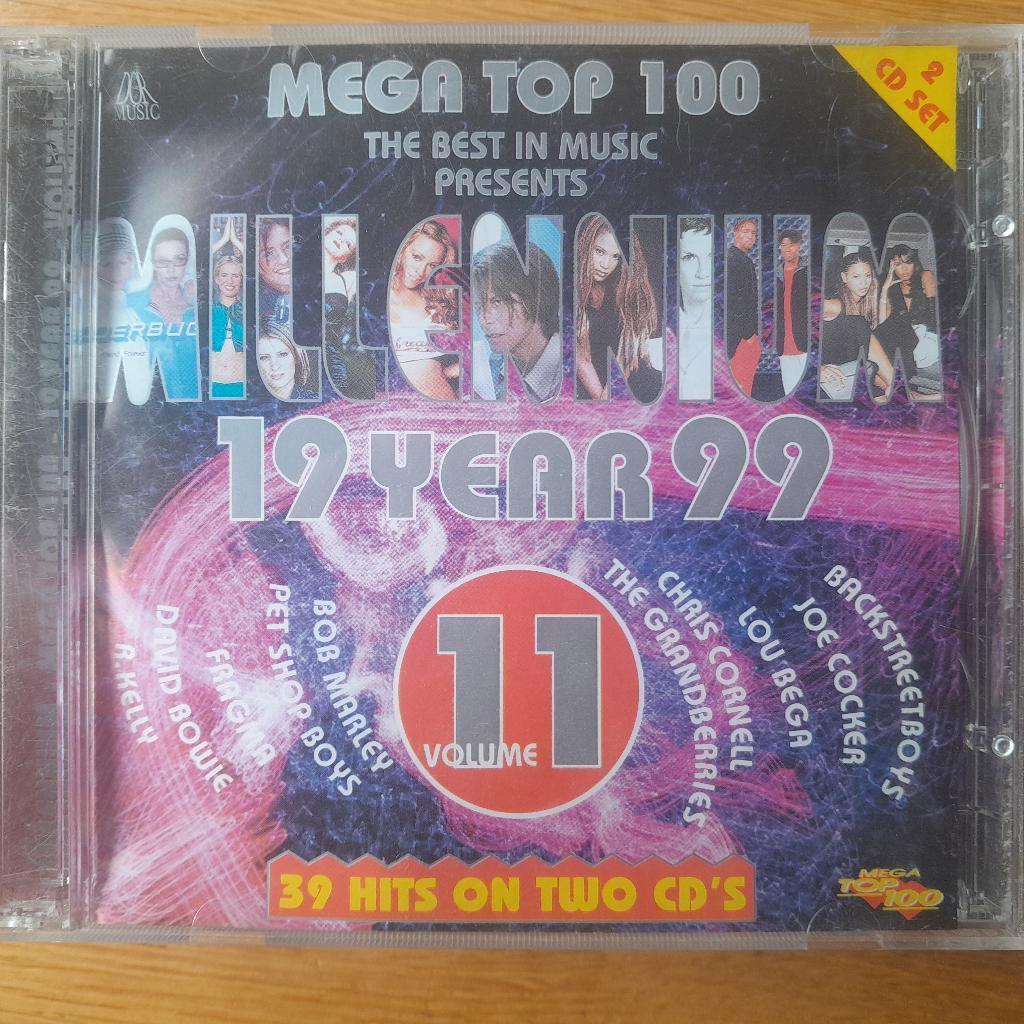 DOR
MUSIC
MEGA TOP 100
2
CD SET
THE BEST IN MUSIC
PRESENTS
MILLENNIUM
19 YEAR 99
R.KELLY
DAVID BOWIE
FRAGMA
PET SHOP BOYS
BOB MARLEY
11
VOLUME
THE GRANDBERRIES
CHRIS CORNELL
LOU BEGA
JOE COCKER
BACKSTREETBOYS
39 HITS ON TWO CD'S
MEGA
TOP
100